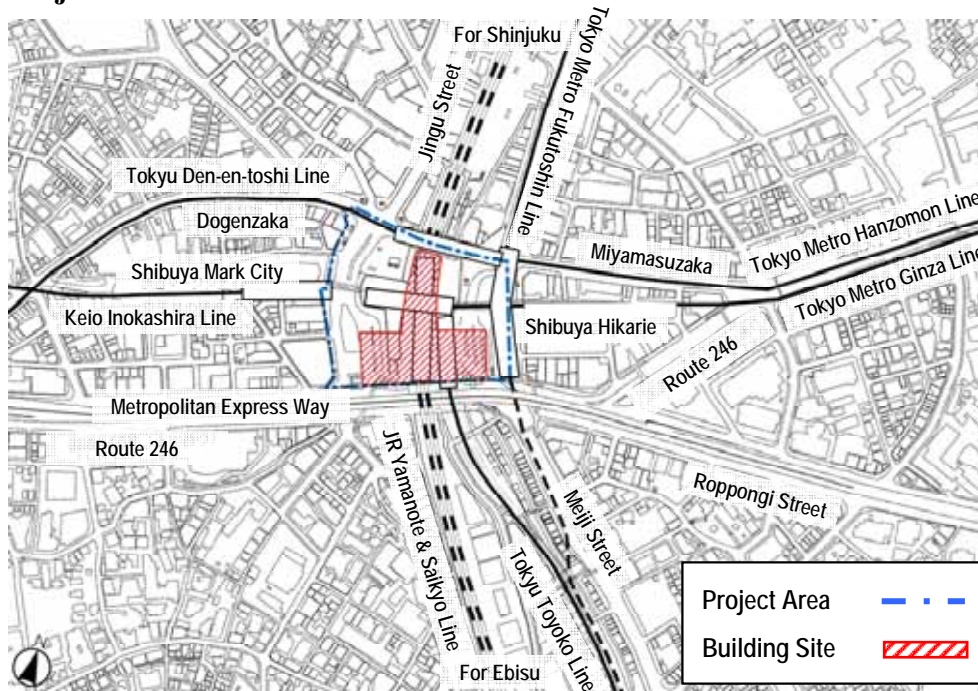 For Shinjuku
Tokyo Metro Fukutoshin Line
Jingu Street
Tokyu Den-en-toshi Line
Dogenzaka
Miyamasuzaka
Tokyo Metro Hanzomon Line
Shibuya Mark City
Tokyo Metro Ginza Line
Keio Inokashira Line
Shibuya Hikarie
Route 246
Metropolitan Express Way
Route 246
JR Yamanote & Saikyo Line
Meiji Street
Roppongi Street
Tokyu Toyoko Line
For Ebisu
Project Area
Building Site
N